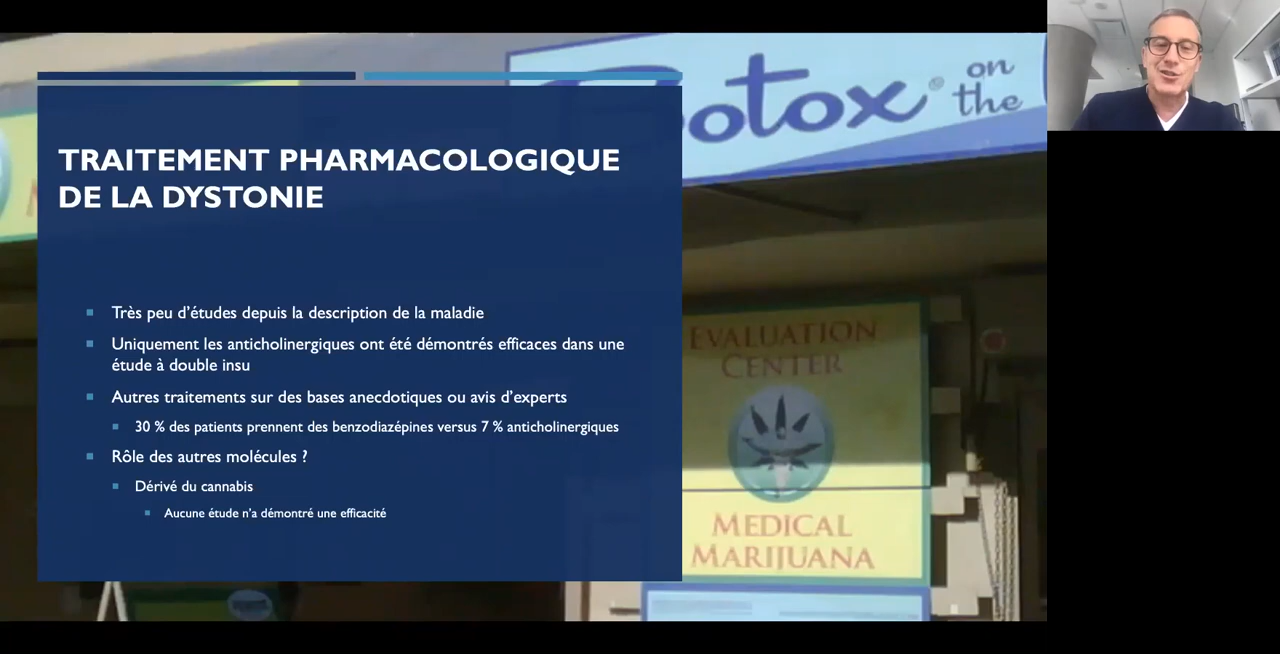 TRAITEMENT PHARMACOLOGIQUE
DE LA DYSTONIE
Très peu d’études depuis la description de la maladie
Uniquement les anticholinergiques ont été démontrés efficaces dans une
étude à double insu
Autres traitements sur des bases anecdotiques ou avis d’experts
30 % des patients prennent des benzodiazépines versus 7 % anticholinergiques
Rôle des autres molécules ?
Dérivé du cannabis
Aucune étude n’a démontré une efficacité
otox® on
the
EVALUATION
CENTER
MEDICAL
MARIJUANA